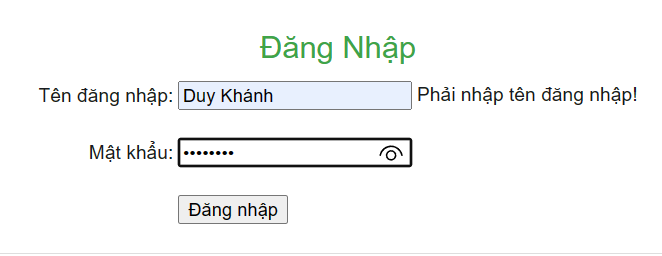 Đăng Nhập
Tên đăng nhập: Duy Khánh Phải nhập tên đăng nhập!
Mật khẩu: ••••••••
Đăng nhập